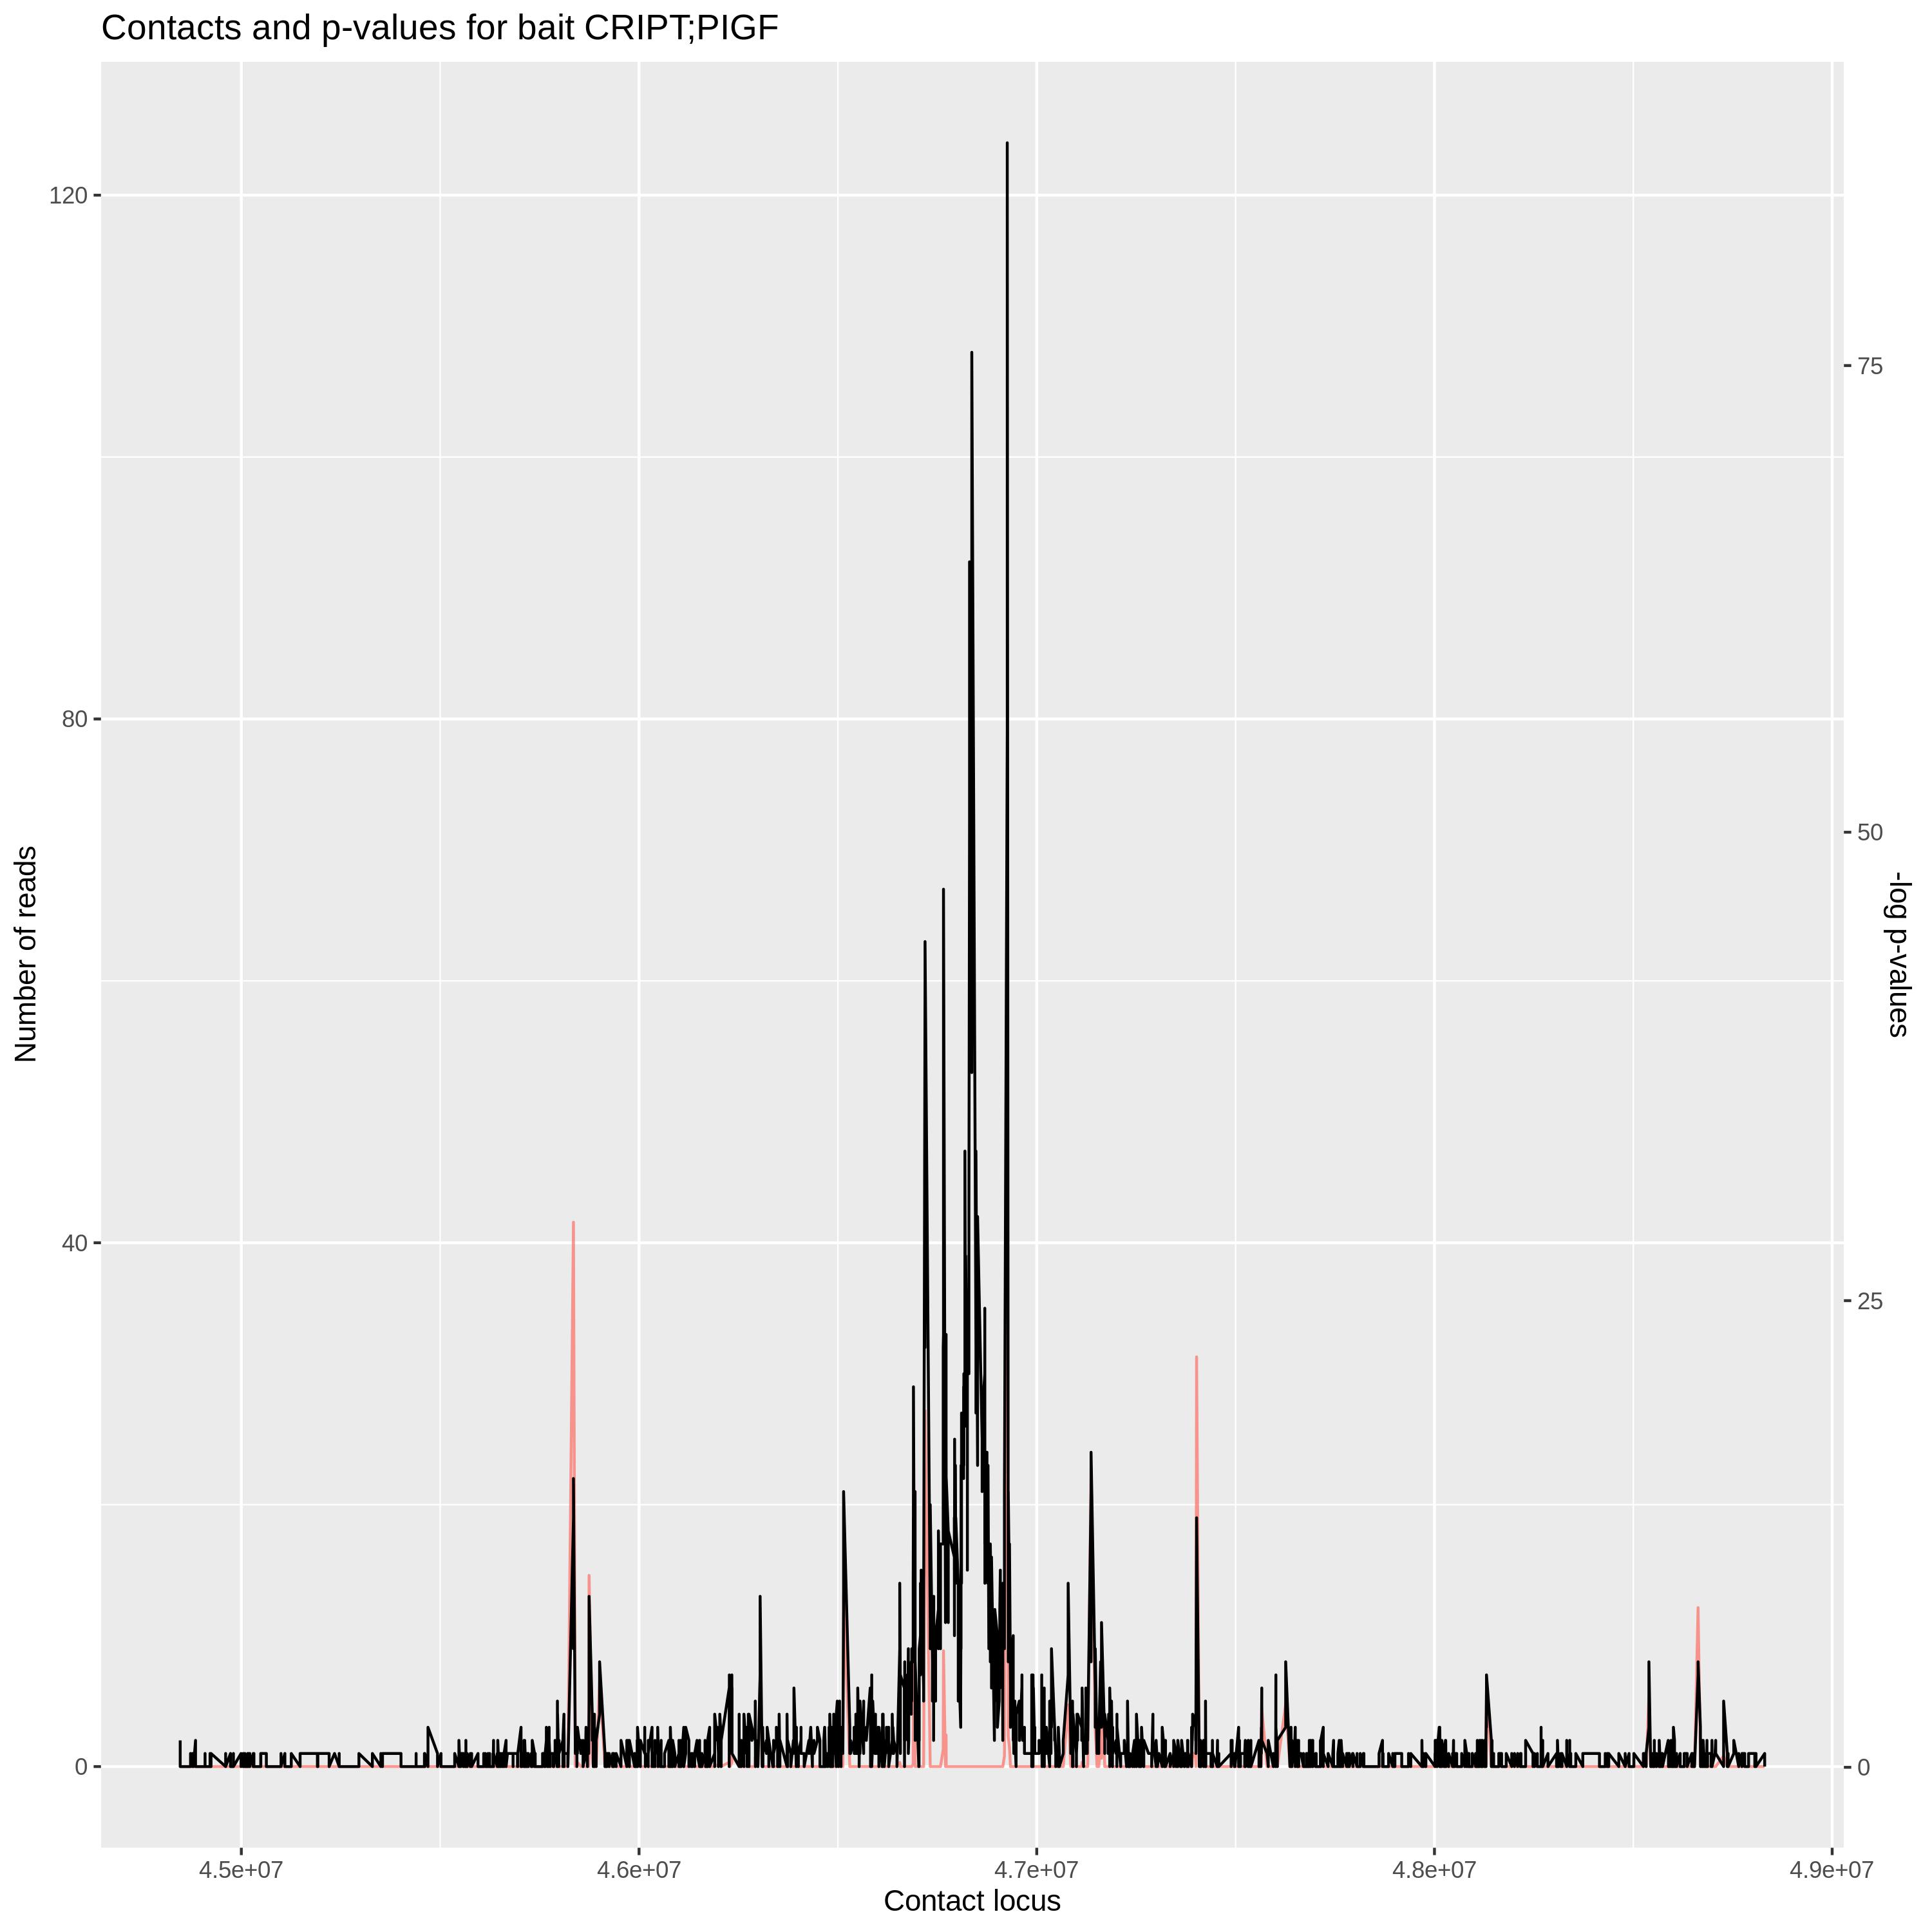 Contacts and p-values for bait CRIPT;PIGF
120
80
40
0
Number of reads
75
50
25
0
-log p-values
4.5e+07 4.6e+07 4.7e+07 4.8e+07 4.9e+07
Contact locus